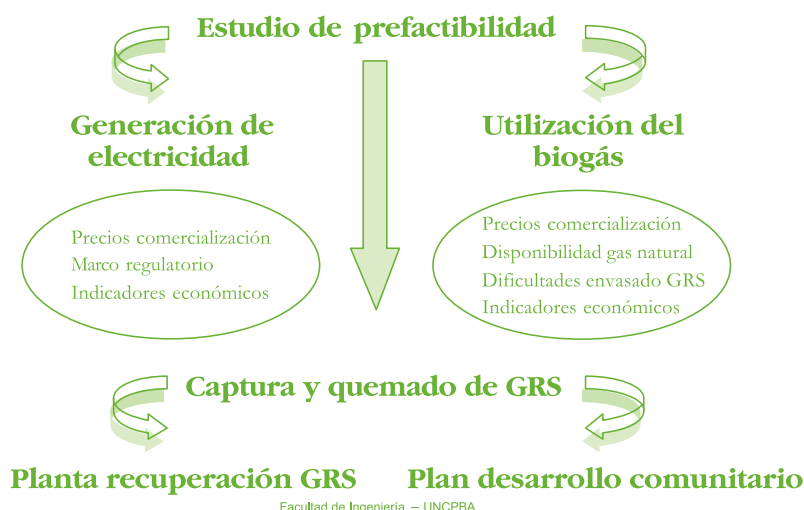 Estudio de prefactibilidad
Generación de
electricidad
Precios comercialización
Marco regulatorio
Indicadores económicos
Utilización del
biogás
Precios comercialización
Disponibilidad gas natural
Dificultades envasado GRS
Indicadores económicos
Captura y quemado de GRS
Planta recuperación GRS
Plan desarrollo comunitario
Facultad de Ingeniería – UNCPBA